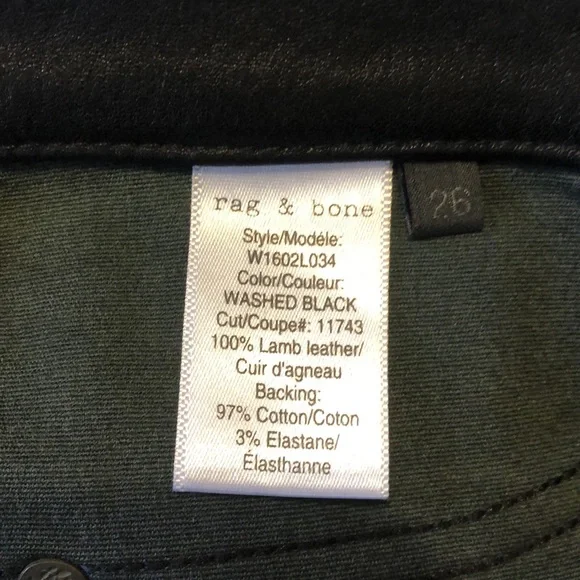 rag & bone
26
Style/Modéle:
W1602L034
Color/Couleur:
WASHED BLACK
Cut/Coupe#: 11743
100% Lamb leather/
Cuir d'agneau
Backing:
97% Cotton/Coton
3% Elastane/
Élasthanne